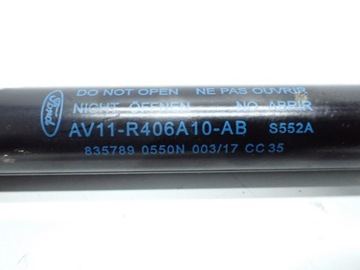 Ford
DO NOT OPEN NE PAS OUVRIR
NICHT ÖFFNEN NO ABRIR
AV11-R406A10-AB S552A
835789 0550N 003/17 CC 35